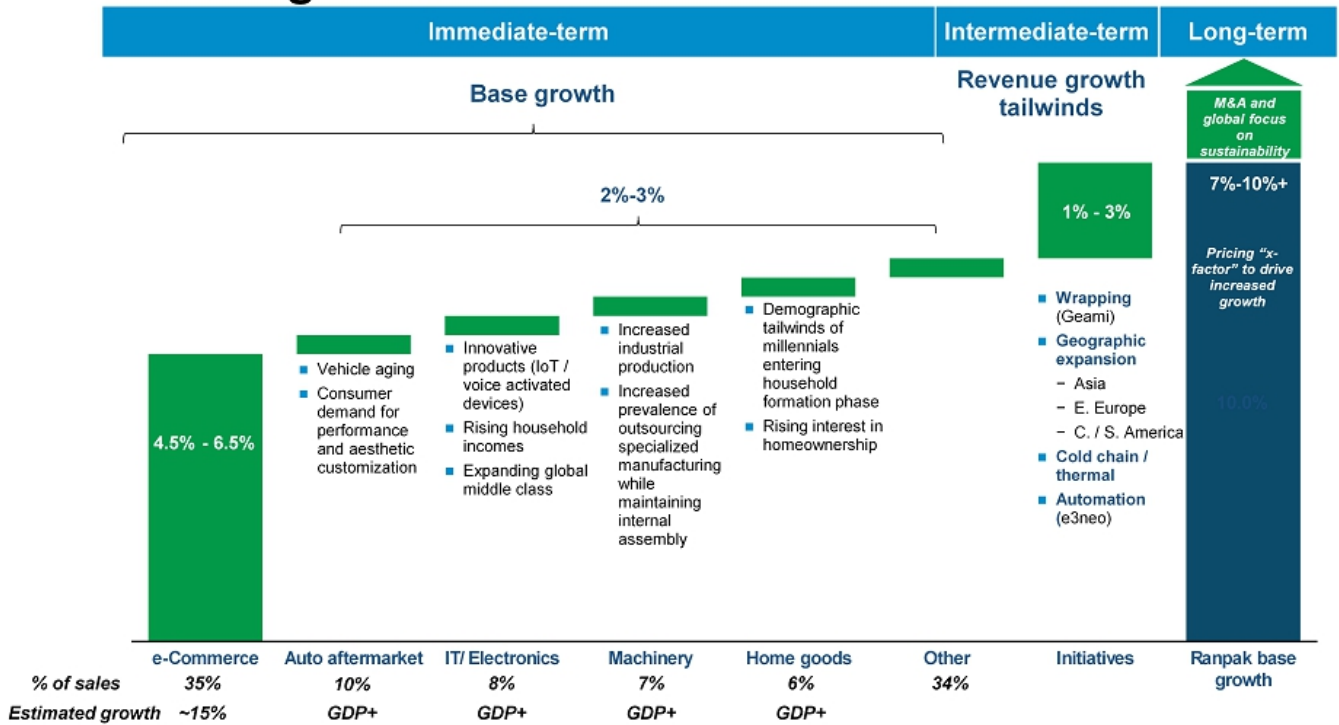 Immediate-term
Intermediate-term
Long-term
Base growth
Revenue growth
tailwinds
M&A and
global focus
on
sustainability
2%-3%
7%-10%+
1% - 3%
Pricing “x-
factor” to drive
increased
growth
10.0%
4.5% - 6.5%
Vehicle aging
Consumer
demand for
performance
and aesthetic
customization
Innovative
products (IoT /
voice activated
devices)
Rising household
incomes
Expanding global
middle class
Increased
industrial
production
Increased
prevalence of
outsourcing
specialized
manufacturing
while
maintaining
internal
assembly
Demographic
tailwinds of
millennials
entering
household
formation phase
Rising interest in
homeownership
Wrapping
(Geami)
Geographic
expansion
− Asia
− E. Europe
− C. / S. America
Cold chain /
thermal
Automation
(e3neo)
e-Commerce
Auto aftermarket
IT/ Electronics
Machinery
Home goods
Other
Initiatives
Ranpak base
growth
% of sales 35% 10% 8% 7% 6% 34%
Estimated growth ~15% GDP+ GDP+ GDP+ GDP+